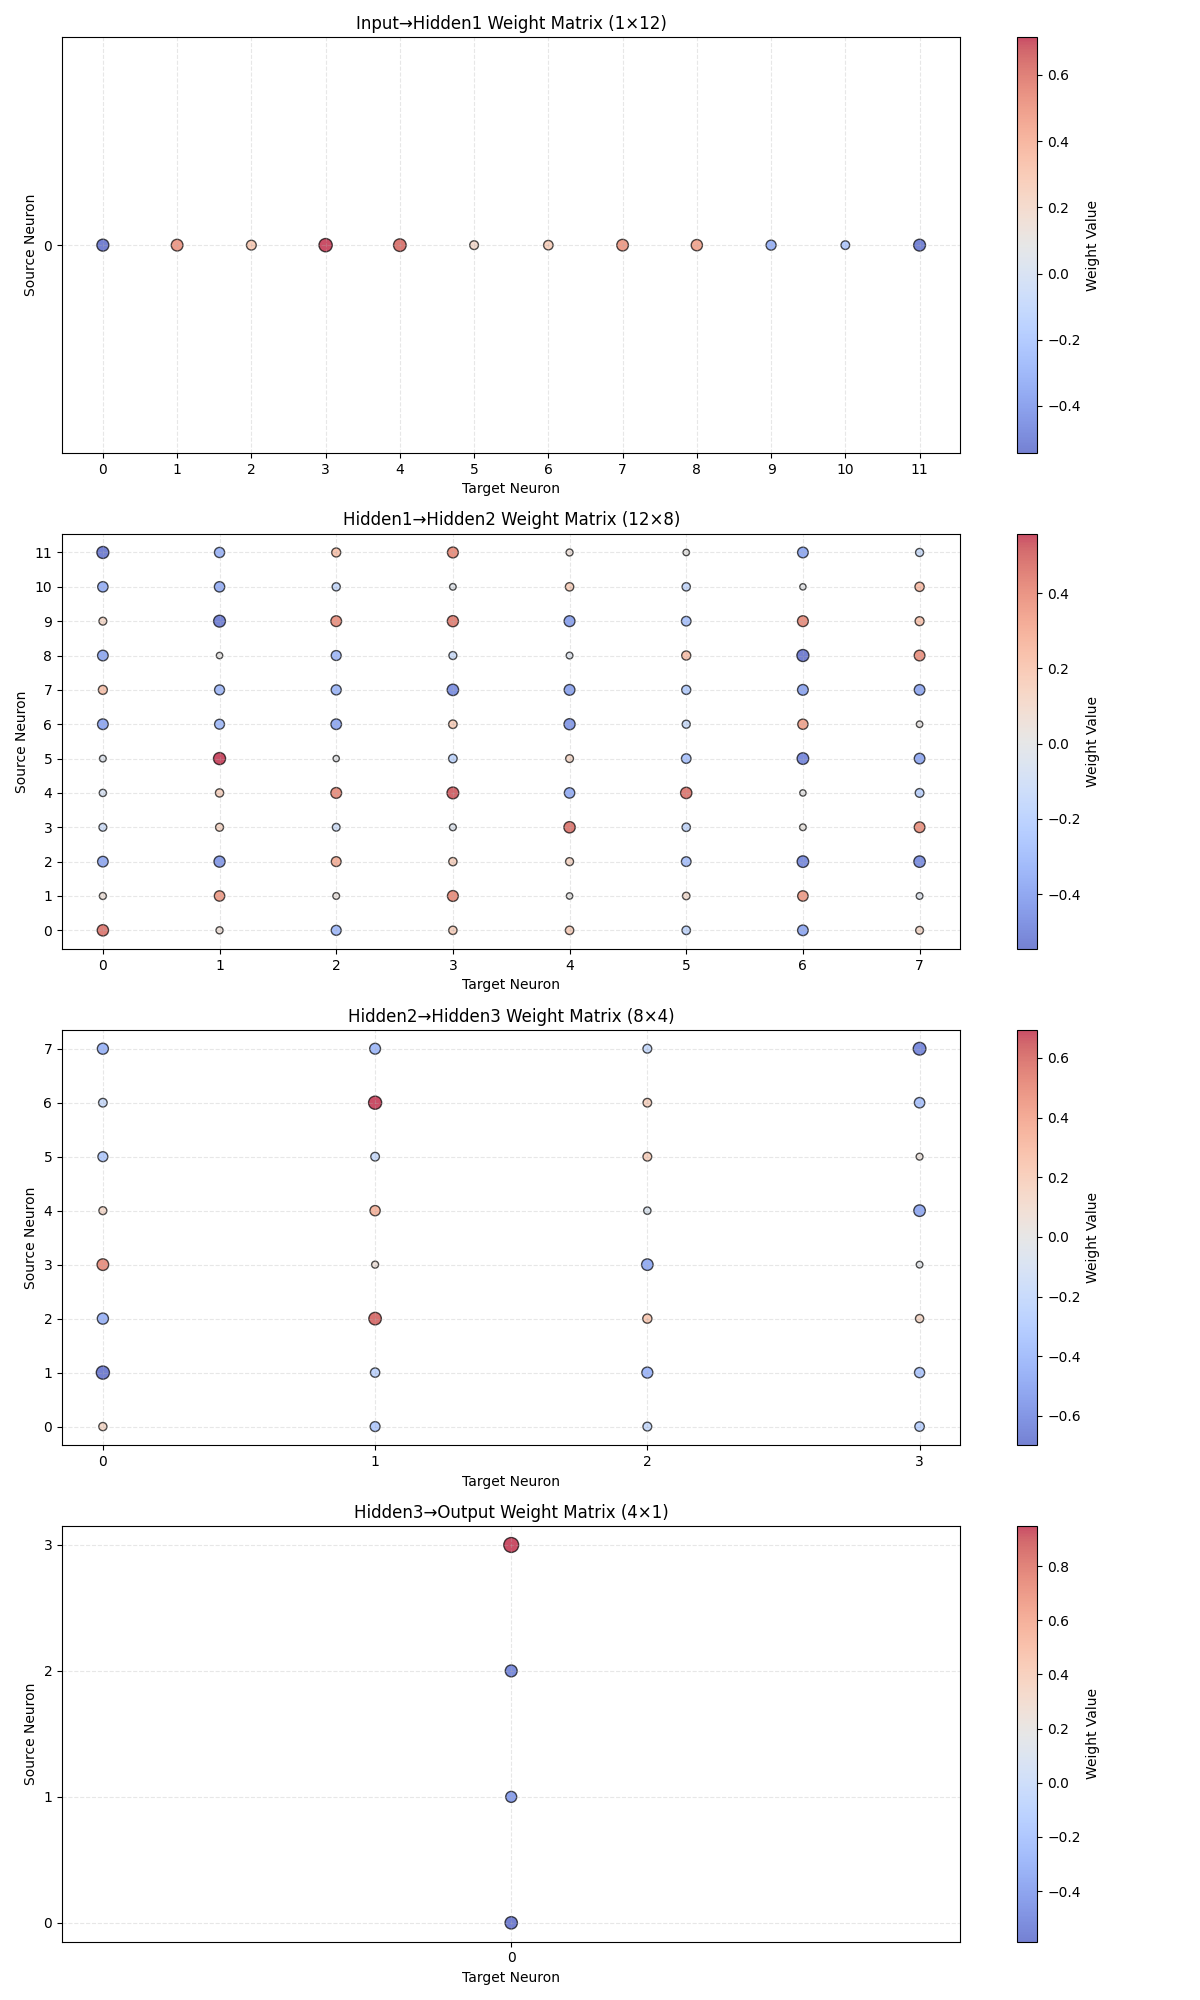 Input→Hidden1 Weight Matrix (1×12)
Source Neuron
0
0 1 2 3 4 5 6 7 8 9 10 11
Target Neuron
0.6
0.4
0.2
0.0
−0.2
−0.4
Weight Value
Hidden1→Hidden2 Weight Matrix (12×8)
Source Neuron
11
10
9
8
7
6
5
4
3
2
1
0
0 1 2 3 4 5 6 7
Target Neuron
0.4
0.2
0.0
−0.2
−0.4
Weight Value
Hidden2→Hidden3 Weight Matrix (8×4)
Source Neuron
7
6
5
4
3
2
1
0
0 1 2 3
Target Neuron
0.6
0.4
0.2
0.0
−0.2
−0.4
−0.6
Weight Value
Hidden3→Output Weight Matrix (4×1)
Source Neuron
3
2
1
0
0
Target Neuron
0.8
0.6
0.4
0.2
0.0
−0.2
−0.4
Weight Value